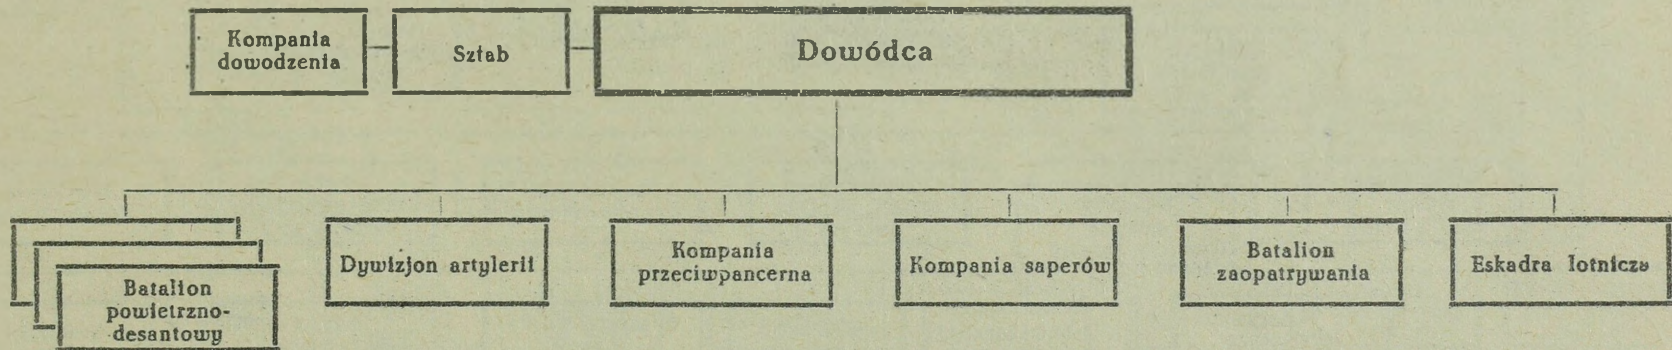 Kompania
dowodzenia
Sztab
Dowódca
Batalion
powietrzno-
desantowy
Dywizjon artylerii
Kompania
przeciwpancerna
Kompania saperów
Batalion
zaopatrywania
Eskadra lotnicza